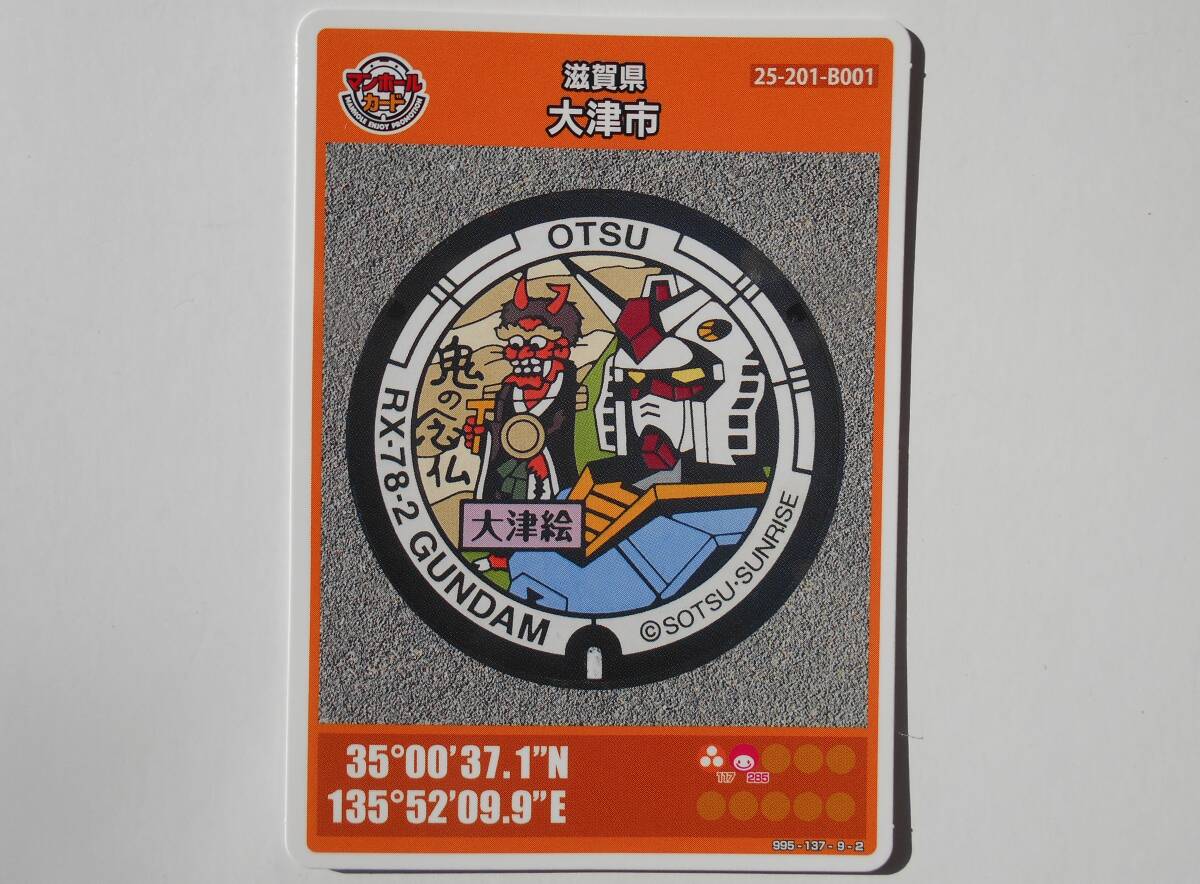 マンホール
カード
MANHOLE ENJOY PROMOTION
滋賀県
大津市
25-201-B001
OTSU
鬼の念仏
大津絵
RX-78-2 GUNDAM
©SOTSU・SUNRISE
35°00'37.1"N
135°52'09.9"E
117 285
995-137-9-2